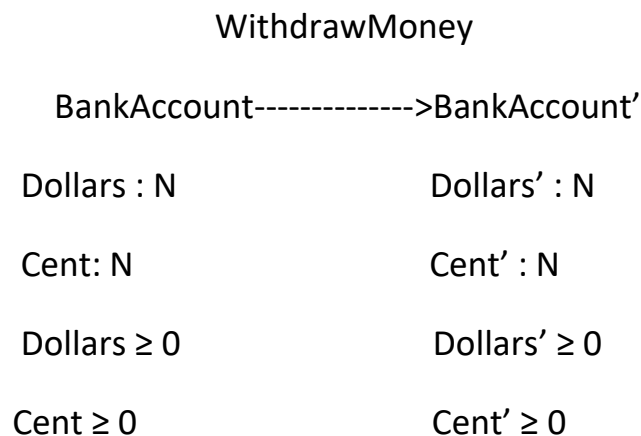 WithdrawMoney
BankAccount-------------->BankAccount’
Dollars : N Dollars’ : N
Cent: N Cent’ : N
Dollars ≥ 0 Dollars’ ≥ 0
Cent ≥ 0 Cent’ ≥ 0